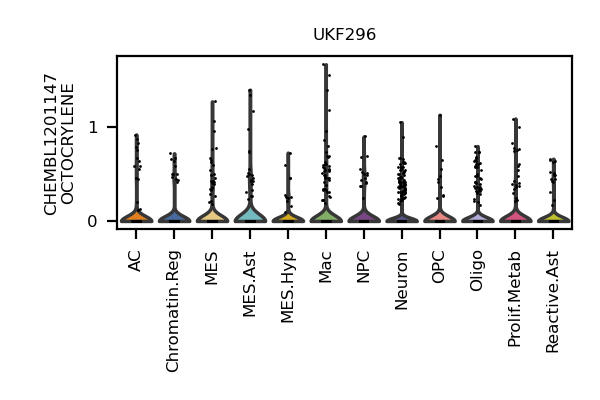 UKF296
CHEMBL1201147
OCTOCRYLENE
1
0
AC
Chromatin.Reg
MES
MES.Ast
MES.Hyp
Mac
NPC
Neuron
OPC
Oligo
Prolif.Metab
Reactive.Ast